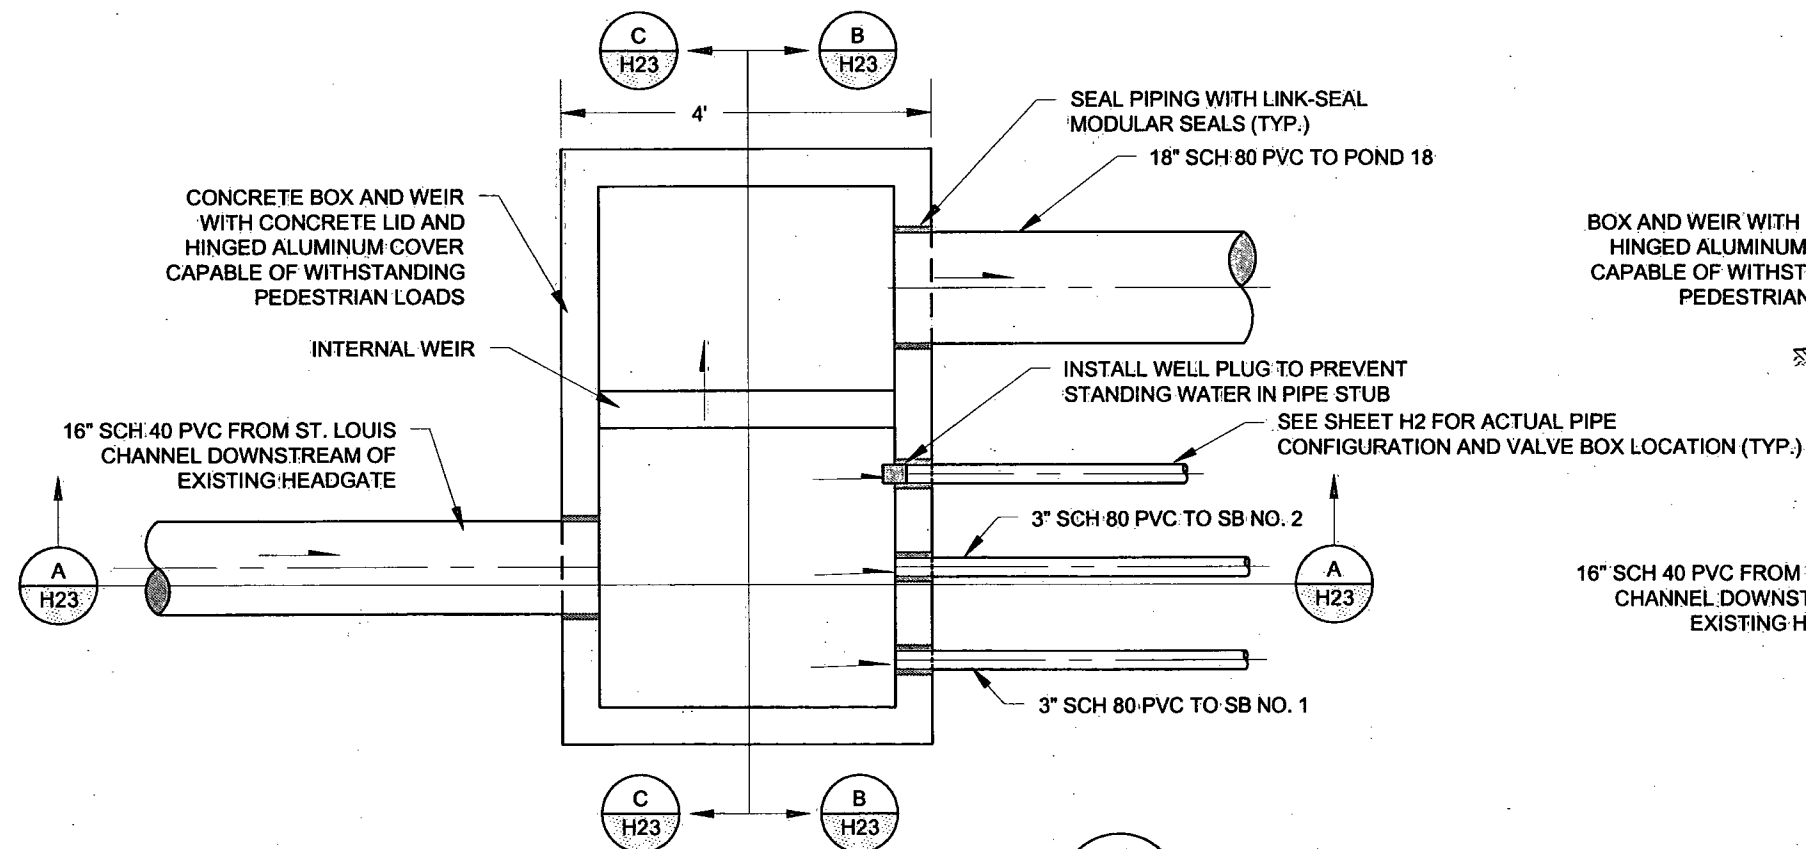 C
H23
B
H23
4'
SEAL PIPING WITH LINK-SEAL
MODULAR SEALS (TYP.)
18" SCH 80 PVC TO POND 18
CONCRETE BOX AND WEIR
WITH CONCRETE LID AND
HINGED ALUMINUM COVER
CAPABLE OF WITHSTANDING
PEDESTRIAN LOADS
INTERNAL WEIR
INSTALL WELL PLUG TO PREVENT
STANDING WATER IN PIPE STUB
SEE SHEET H2 FOR ACTUAL PIPE
CONFIGURATION AND VALVE BOX LOCATION (TYP.)
16" SCH 40 PVC FROM ST. LOUIS
CHANNEL DOWNSTREAM OF
EXISTING HEADGATE
A
H23
3" SCH 80 PVC TO SB NO. 2
A
H23
3" SCH 80 PVC TO SB NO. 1
C
H23
B
H23
BOX AND WEIR WITH
HINGED ALUMINUM
CAPABLE OF WITHST
PEDESTRIAN
16" SCH 40 PVC FROM
CHANNEL DOWNST
EXISTING H